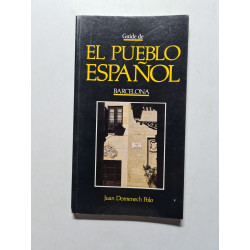 Guide de
EL PUEBLO
ESPAÑOL
BARCELONA
Juan Domenech Polo